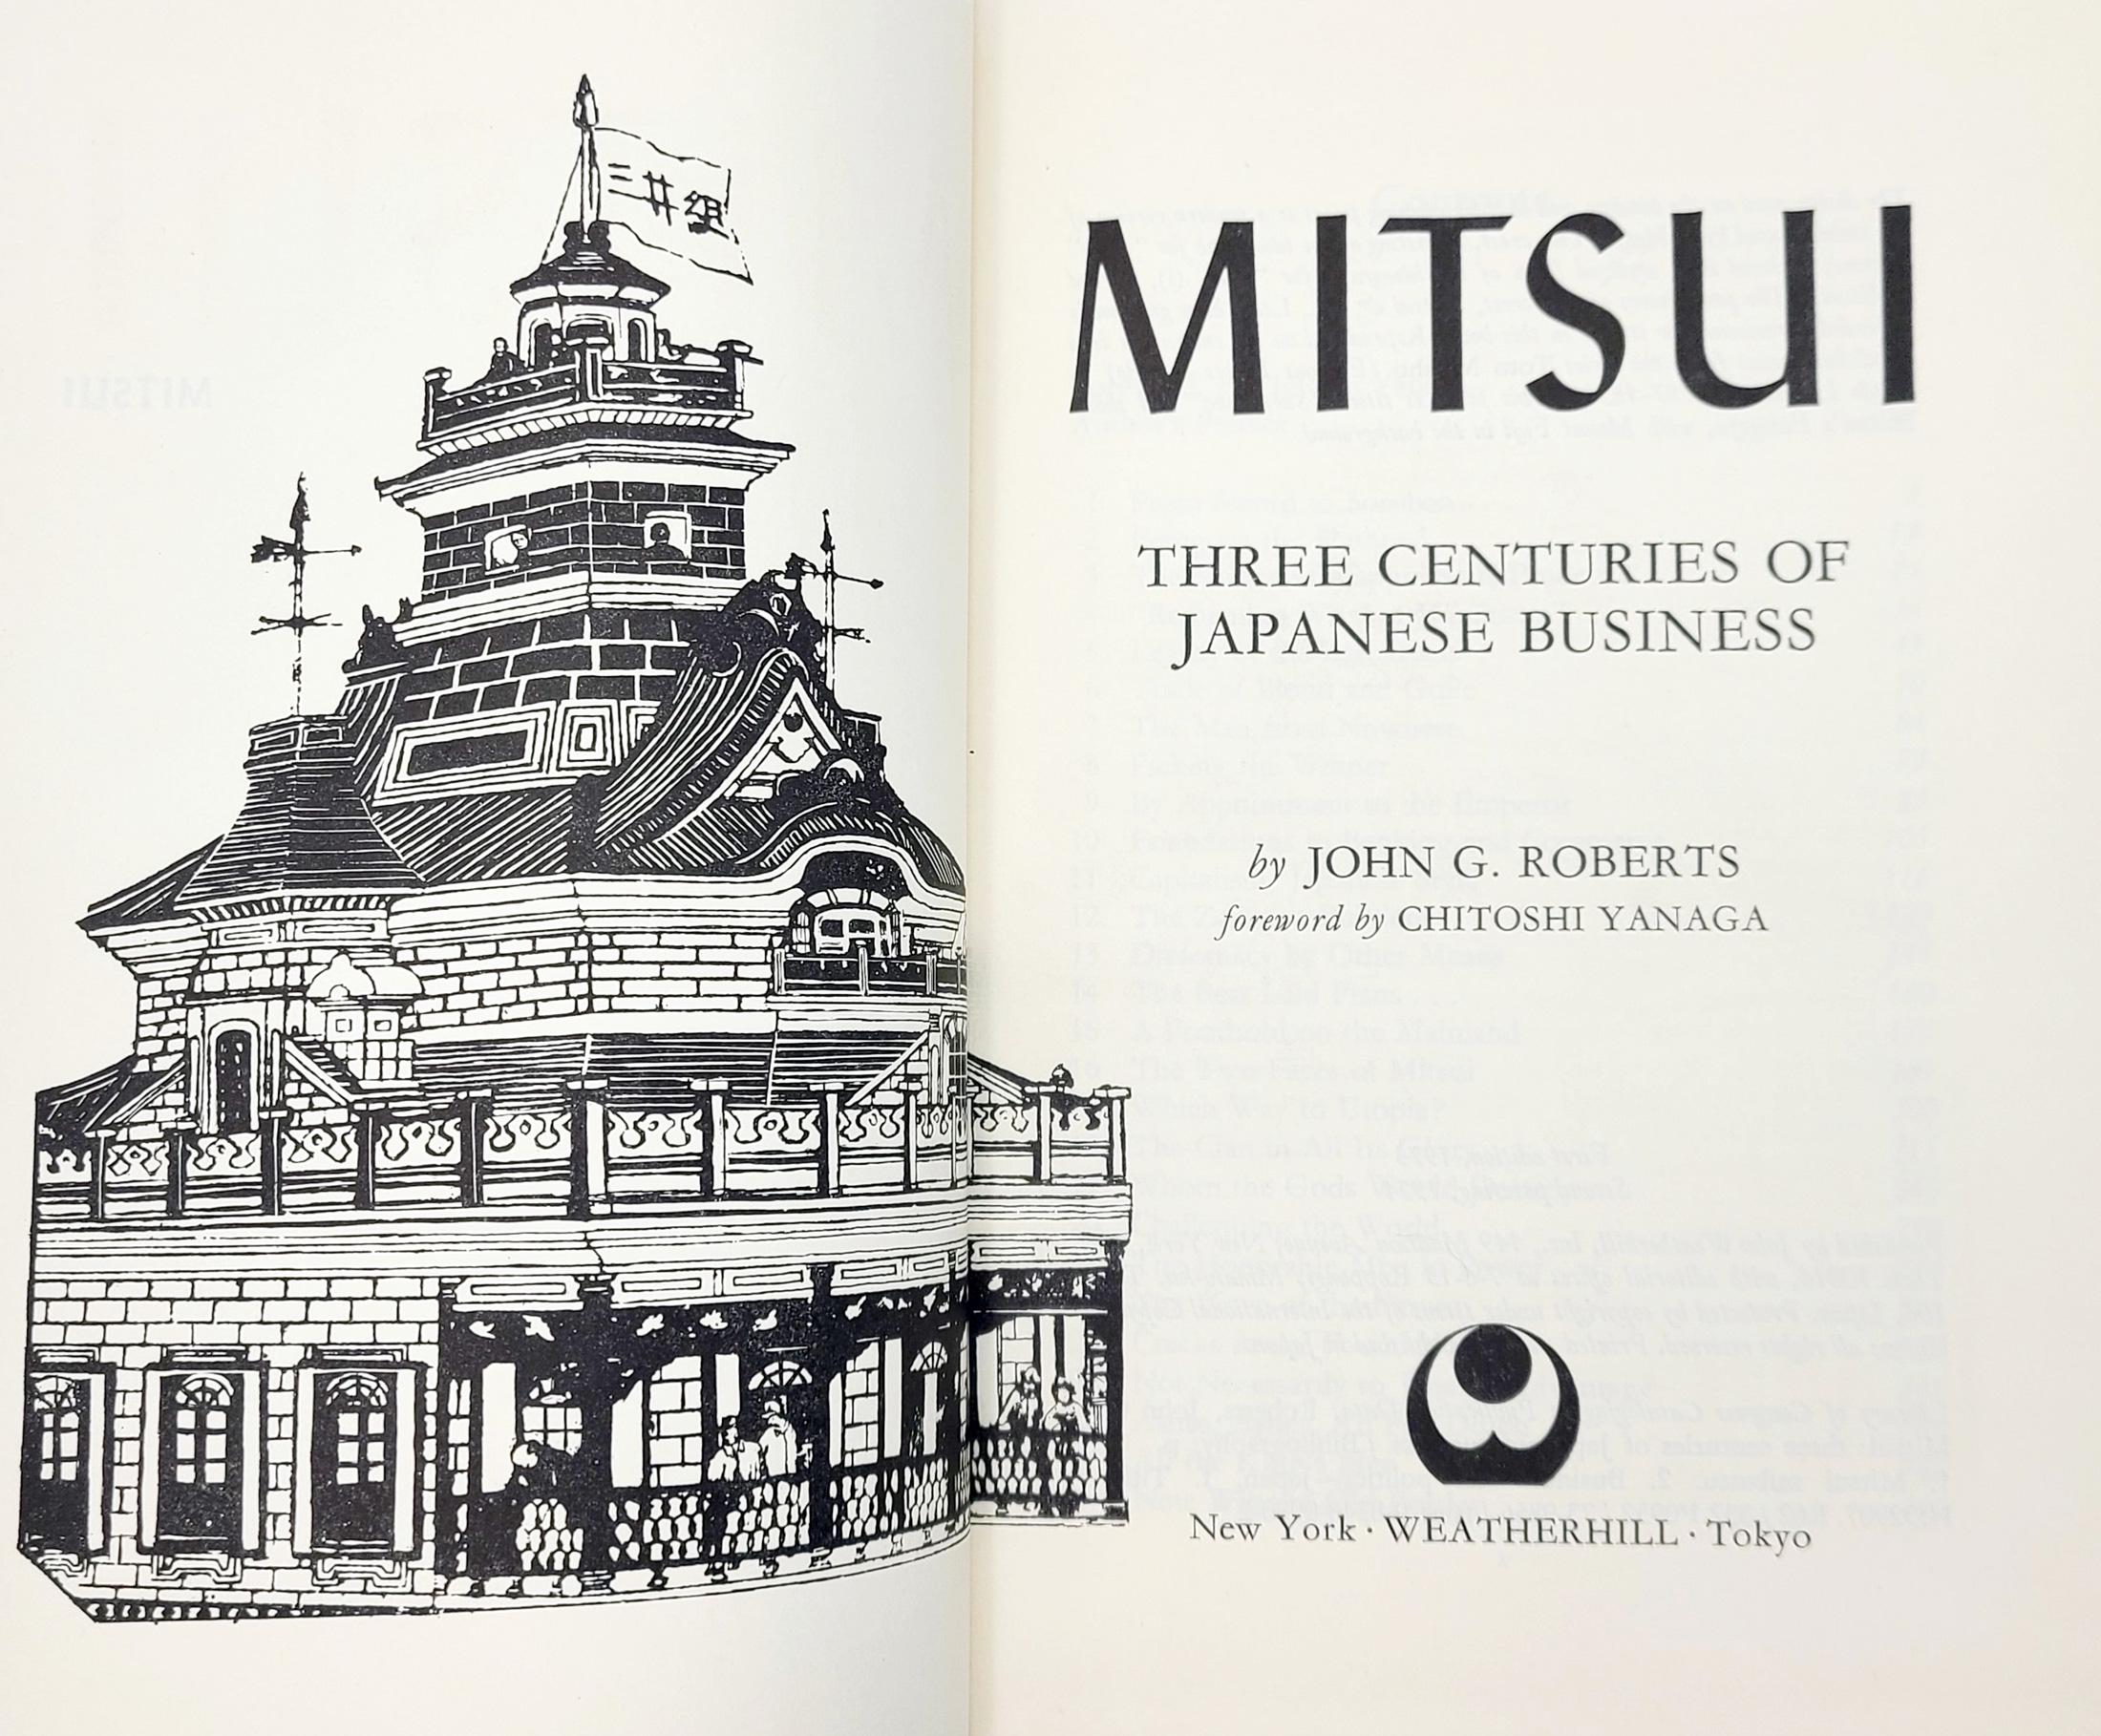 三井組
MITSUI
THREE CENTURIES OF
JAPANESE BUSINESS
by JOHN G. ROBERTS
foreword by CHITOSHI YANAGA
New York · WEATHERHILL · Tokyo